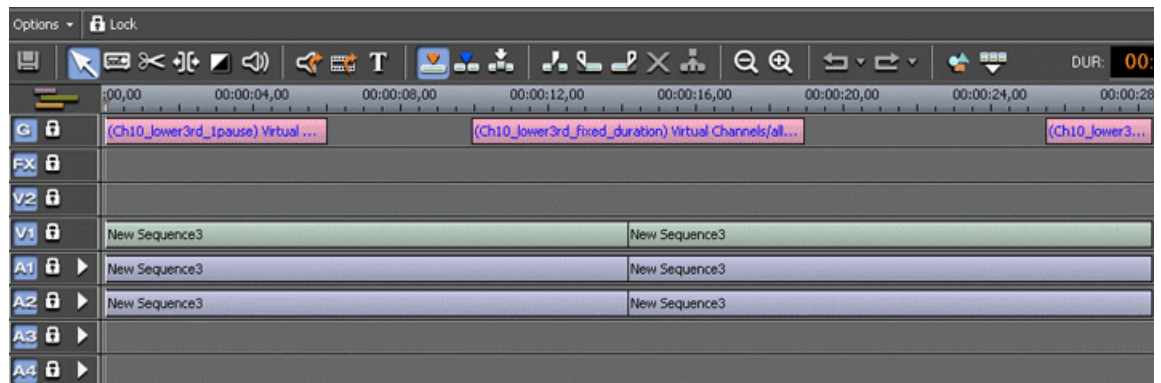 Options Lock
T DUR: 00:
:00,00 00:00:04,00 00:00:08,00 00:00:12,00 00:00:16,00 00:00:20,00 00:00:24,00 00:00:28
G (Ch10_lower3rd_1pause) Virtual ... (Ch10_lower3rd_fixed_duration) Virtual Channels/all... (Ch10_lower3...
FX
V2
V1 New Sequence3 New Sequence3
A1 New Sequence3 New Sequence3
A2 New Sequence3 New Sequence3
A3
A4